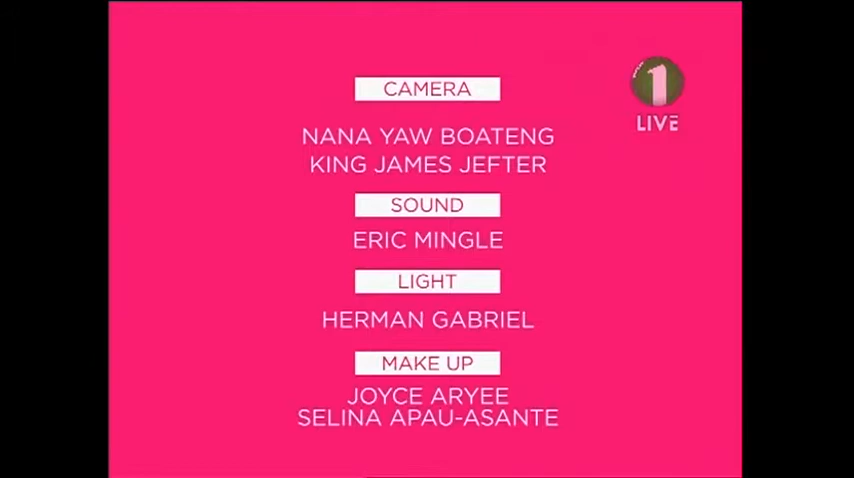 CAMERA
1
NANA YAW BOATENG
LIVE
KING JAMES JEFTER
SOUND
ERIC MINGLE
LIGHT
HERMAN GABRIEL
MAKE UP
JOYCE ARYEE
SELINA APAU-ASANTE